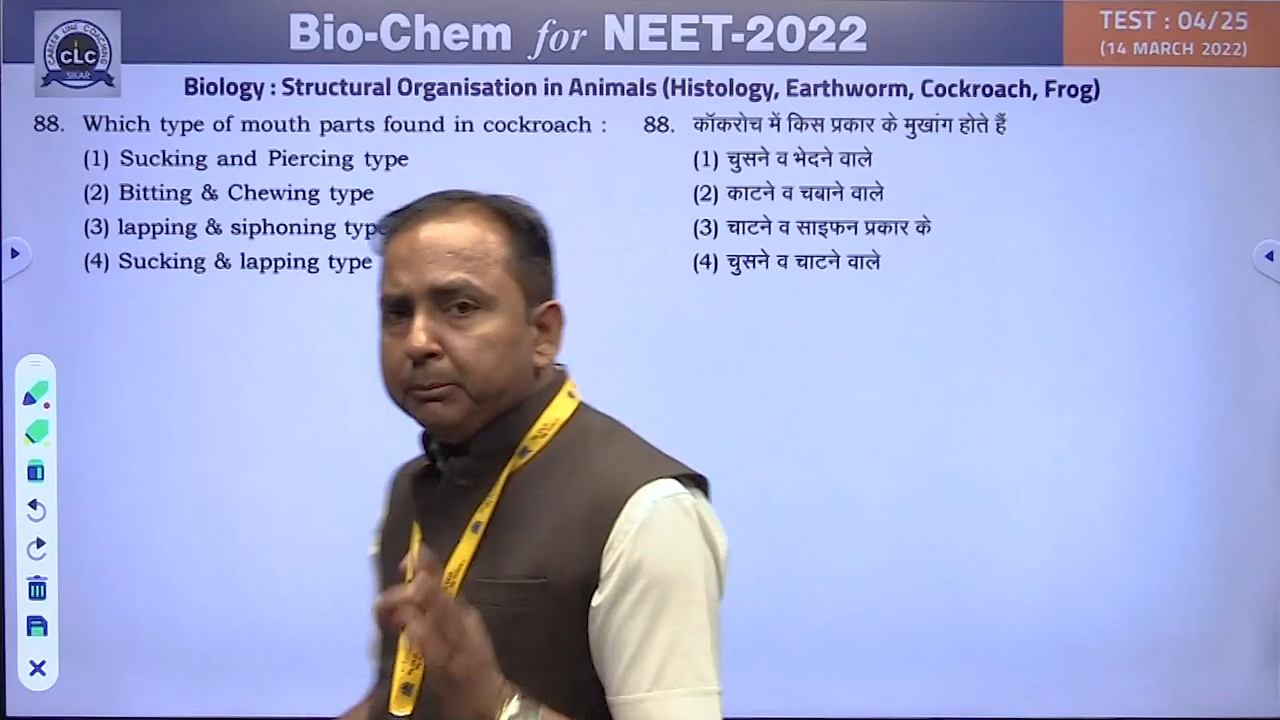 Bio-Chem for NEET-2022
TEST : 04/25
(14 MARCH 2022)
CAREER LINE COACHING
CLC
SIKAR
Biology : Structural Organisation in Animals (Histology, Earthworm, Cockroach, Frog)
88. Which type of mouth parts found in cockroach :
(1) Sucking and Piercing type
(2) Bitting & Chewing type
(3) lapping & siphoning type
(4) Sucking & lapping type
88. कॉकरोच में किस प्रकार के मुखांग होते हैं
(1) चुसने व भेदने वाले
(2) काटने व चबाने वाले
(3) चाटने व साइफन प्रकार के
(4) चुसने व चाटने वाले